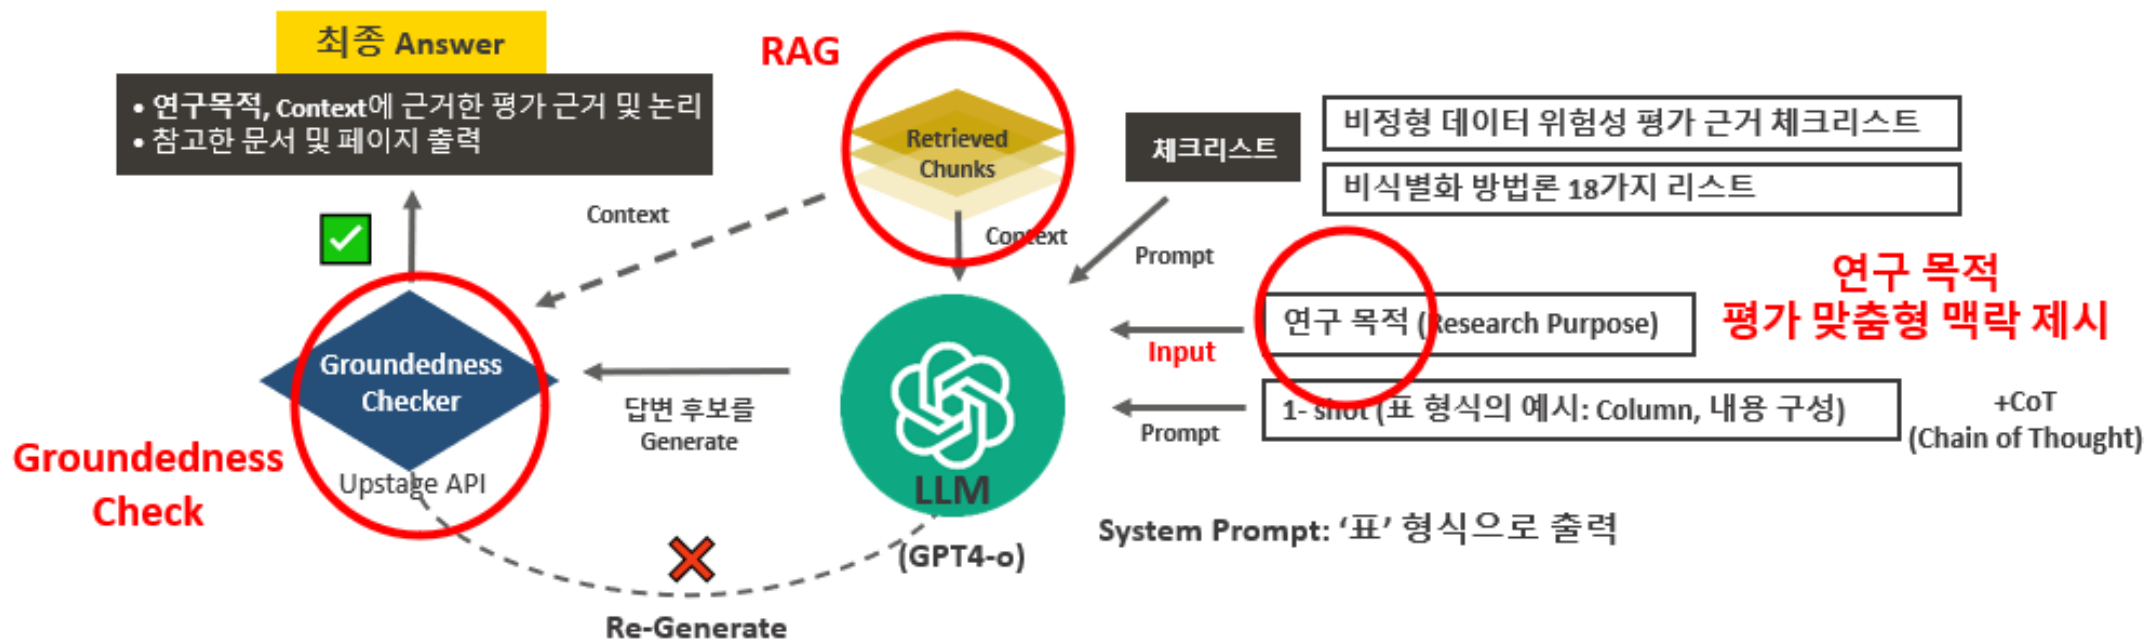 최종 Answer
• 연구목적, Context에 근거한 평가 근거 및 논리
• 참고한 문서 및 페이지 출력
RAG
Retrieved
Chunks
체크리스트
비정형 데이터 위험성 평가 근거 체크리스트
비식별화 방법론 18가지 리스트
Context
Context
Prompt
연구 목적
평가 맞춤형 맥락 제시
연구 목적 (Research Purpose)
Input
Groundedness
Checker
답변 후보를
Generate
1- shot (표 형식의 예시: Column, 내용 구성)
Prompt
+CoT
(Chain of Thought)
Groundedness
Check
Upstage API
LLM
(GPT4-o)
System Prompt: ‘표’ 형식으로 출력
Re-Generate